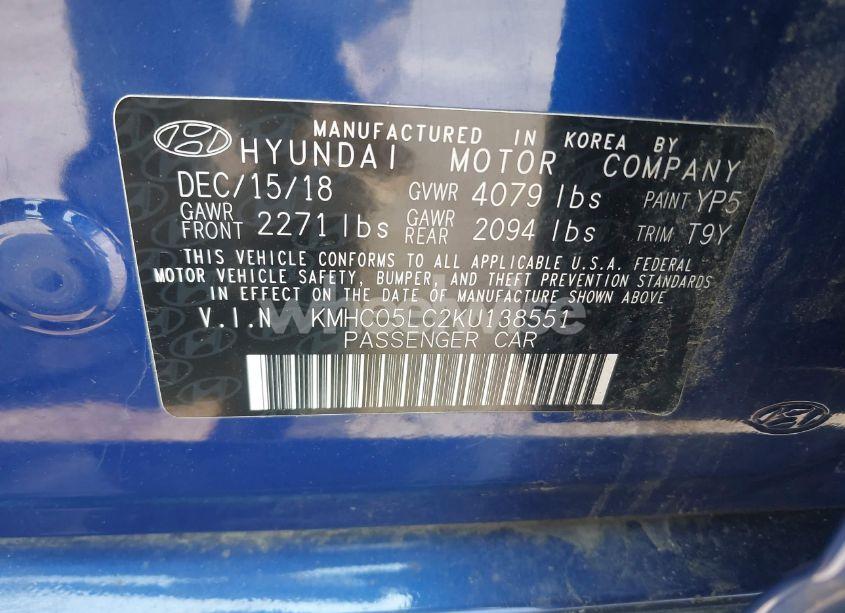 MANUFACTURED IN KOREA BY
HYUNDAI MOTOR COMPANY
DEC/15/18 GVWR 4079 lbs PAINT YP5
GAWR FRONT 2271 lbs GAWR REAR 2094 lbs TRIM T9Y
THIS VEHICLE CONFORMS TO ALL APPLICABLE U.S.A. FEDERAL
MOTOR VEHICLE SAFETY, BUMPER, AND THEFT PREVENTION STANDARDS
IN EFFECT ON THE DATE OF MANUFACTURE SHOWN ABOVE
V.I.N KMHC05LC2KU138551
PASSENGER CAR